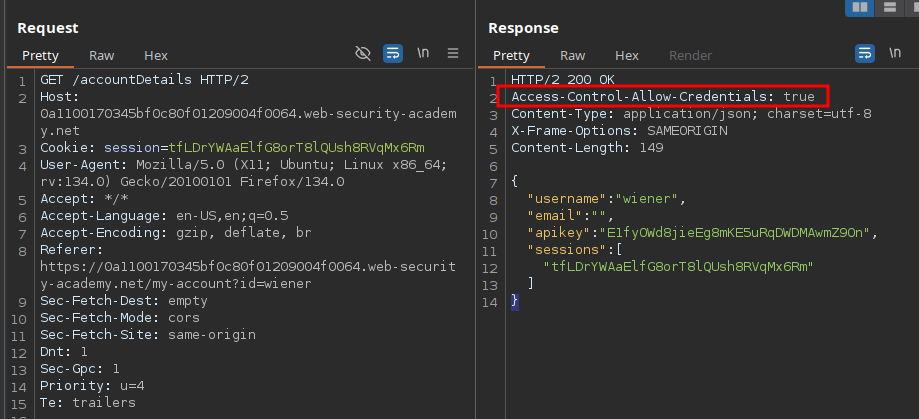 Request
Pretty Raw Hex \n
1 GET /accountDetails HTTP/2
2 Host:
0a1100170345bf0c80f01209004f0064.web-security-academ
y.net
3 Cookie: session=tfLDrYWAaElfG8orT8lQUsh8RVqMx6Rm
4 User-Agent: Mozilla/5.0 (X11; Ubuntu; Linux x86_64;
rv:134.0) Gecko/20100101 Firefox/134.0
5 Accept: */*
6 Accept-Language: en-US,en;q=0.5
7 Accept-Encoding: gzip, deflate, br
8 Referer:
https://0a1100170345bf0c80f01209004f0064.web-securit
y-academy.net/my-account?id=wiener
9 Sec-Fetch-Dest: empty
10 Sec-Fetch-Mode: cors
11 Sec-Fetch-Site: same-origin
12 Dnt: 1
13 Sec-Gpc: 1
14 Priority: u=4
15 Te: trailers
Response
Pretty Raw Hex Render \n
1 HTTP/2 200 OK
2 Access-Control-Allow-Credentials: true
3 Content-Type: application/json; charset=utf-8
4 X-Frame-Options: SAMEORIGIN
5 Content-Length: 149
6
7 {
8 "username":"wiener",
9 "email":"",
10 "apikey":"E1fyOWd8jieEg8mKE5uRqDWDMAwmZ9On",
11 "sessions":[
12 "tfLDrYWAaElfG8orT8lQUsh8RVqMx6Rm"
13 ]
14 }